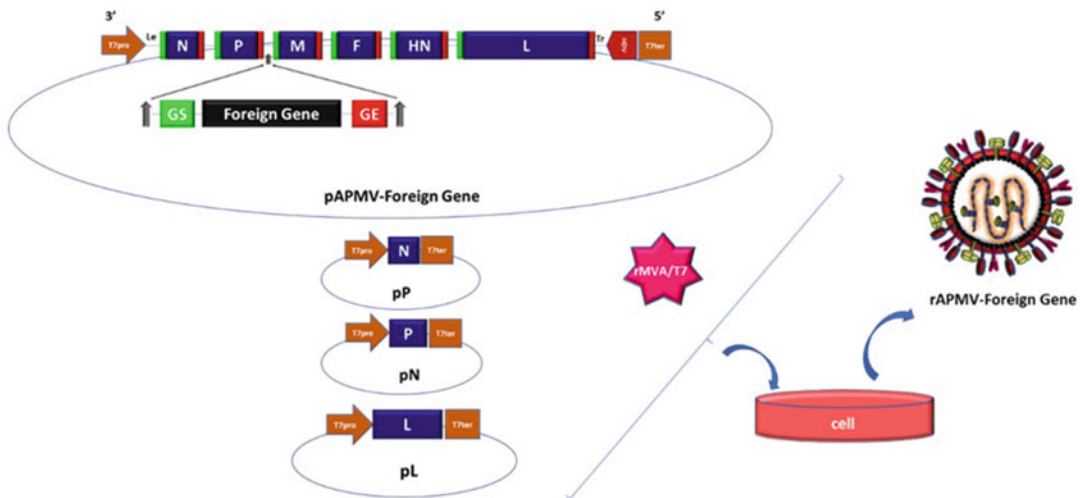 3’ 5’
T7pro Le N P M F HN L Tr HDV T7ter
GS Foreign Gene GE
pAPMV-Foreign Gene
T7pro N T7ter
pP
T7pro P T7ter
pN
T7pro L T7ter
pL
rMVA/T7
rAPMV-Foreign Gene
cell